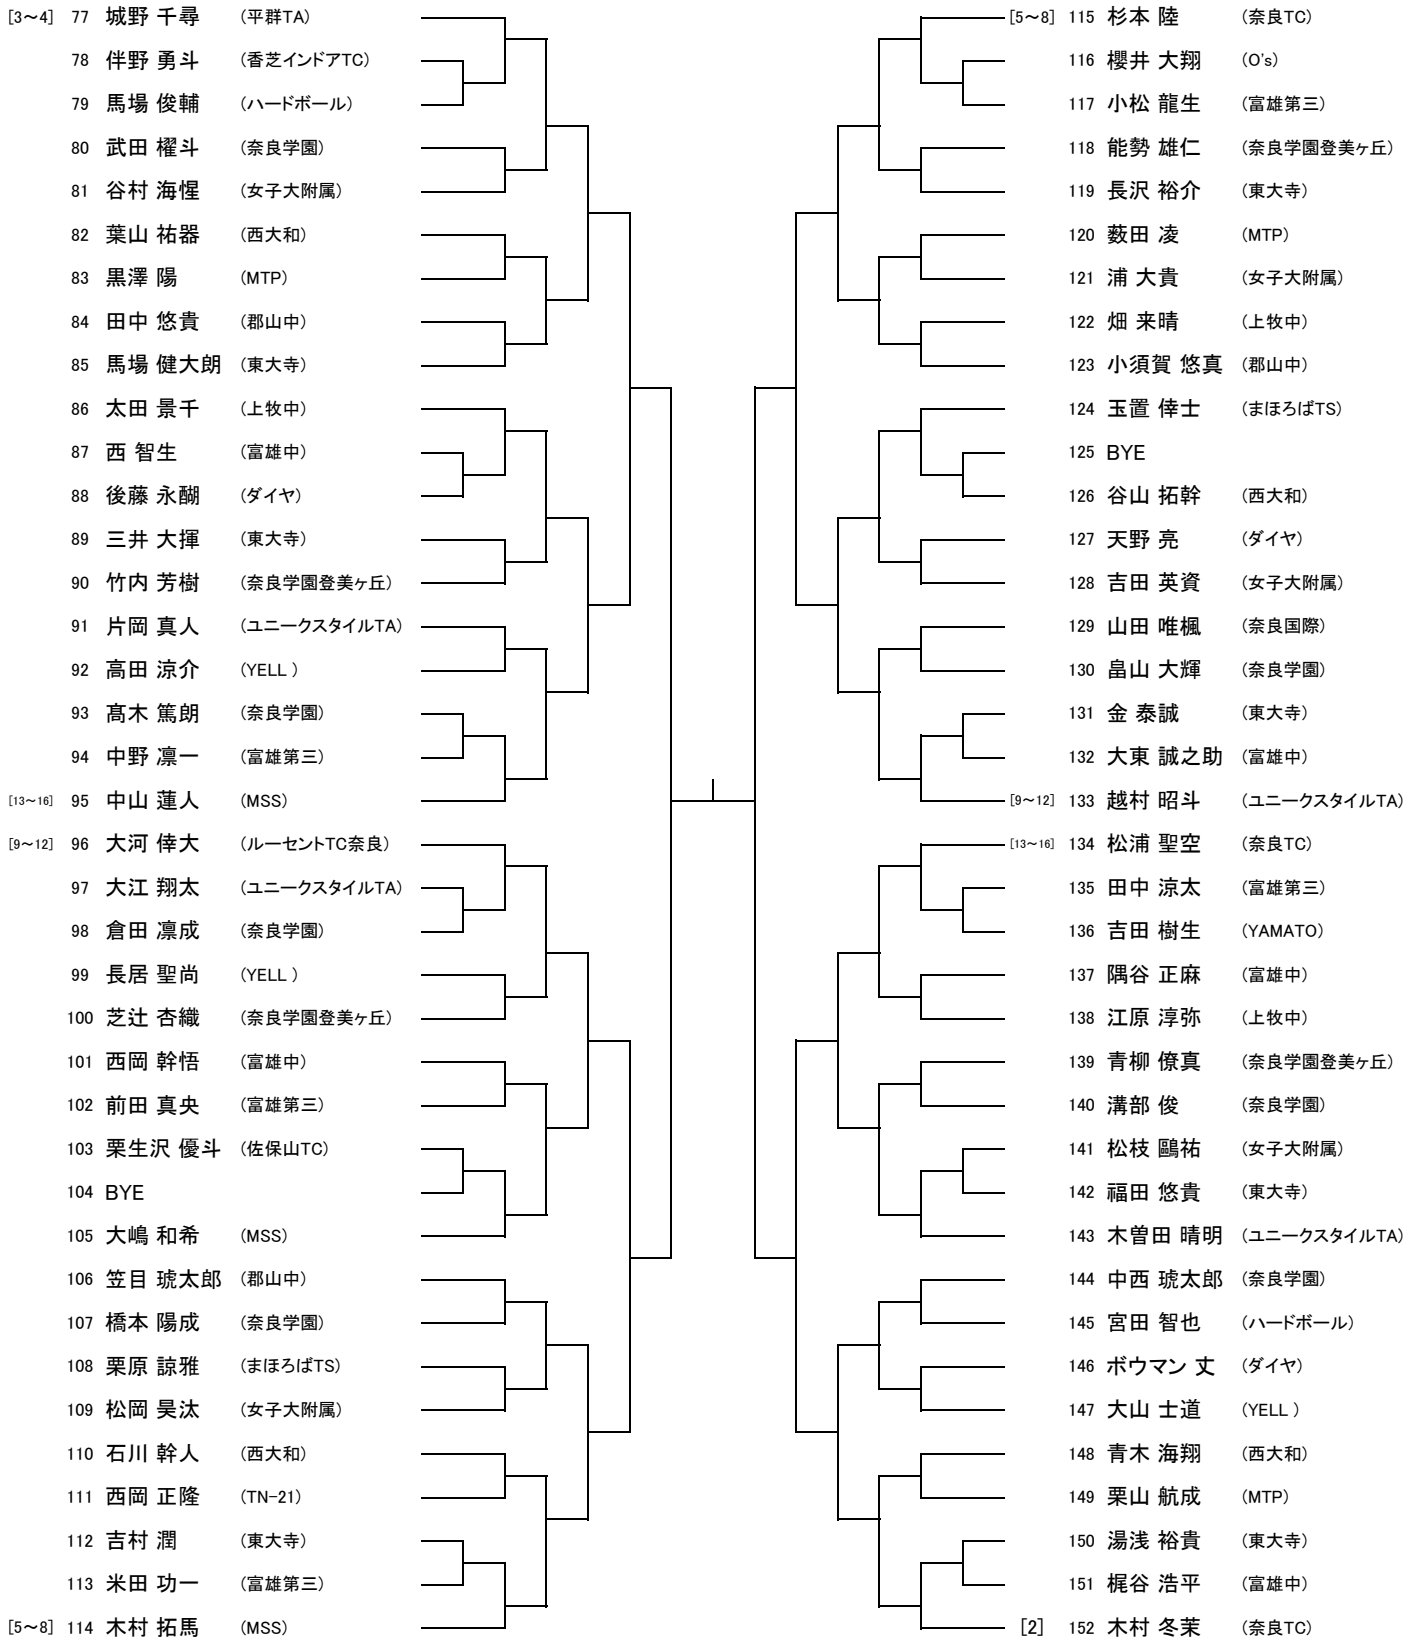 [3～4] 77 城野 千尋 (平群TA)
78 伴野 勇斗 (香芝インドアTC)
79 馬場 俊輔 (ハードボール)
80 武田 櫂斗 (奈良学園)
81 谷村 海惺 (女子大附属)
82 葉山 祐器 (西大和)
83 黒澤 陽 (MTP)
84 田中 悠貴 (郡山中)
85 馬場 健大朗 (東大寺)
86 太田 景千 (上牧中)
87 西 智生 (富雄中)
88 後藤 永醐 (ダイヤ)
89 三井 大揮 (東大寺)
90 竹内 芳樹 (奈良学園登美ヶ丘)
91 片岡 真人 (ユニークスタイルTA)
92 高田 涼介 (YELL )
93 髙木 篤朗 (奈良学園)
94 中野 凛一 (富雄第三)
[13～16] 95 中山 蓮人 (MSS)
[9～12] 96 大河 倖大 (ルーセントTC奈良)
97 大江 翔太 (ユニークスタイルTA)
98 倉田 凛成 (奈良学園)
99 長居 聖尚 (YELL )
100 芝辻 杏織 (奈良学園登美ヶ丘)
101 西岡 幹悟 (富雄中)
102 前田 真央 (富雄第三)
103 栗生沢 優斗 (佐保山TC)
104 BYE
105 大嶋 和希 (MSS)
106 笠目 琥太郎 (郡山中)
107 橋本 陽成 (奈良学園)
108 栗原 諒雅 (まほろばTS)
109 松岡 昊汰 (女子大附属)
110 石川 幹人 (西大和)
111 西岡 正隆 (TN-21)
112 吉村 潤 (東大寺)
113 米田 功一 (富雄第三)
[5～8] 114 木村 拓馬 (MSS)
[5～8] 115 杉本 陸 (奈良TC)
116 櫻井 大翔 (O's)
117 小松 龍生 (富雄第三)
118 能勢 雄仁 (奈良学園登美ヶ丘)
119 長沢 裕介 (東大寺)
120 薮田 凌 (MTP)
121 浦 大貴 (女子大附属)
122 畑 来晴 (上牧中)
123 小須賀 悠真 (郡山中)
124 玉置 倖士 (まほろばTS)
125 BYE
126 谷山 拓幹 (西大和)
127 天野 亮 (ダイヤ)
128 吉田 英資 (女子大附属)
129 山田 唯楓 (奈良国際)
130 畠山 大輝 (奈良学園)
131 金 泰誠 (東大寺)
132 大東 誠之助 (富雄中)
[9～12] 133 越村 昭斗 (ユニークスタイルTA)
[13～16] 134 松浦 聖空 (奈良TC)
135 田中 涼太 (富雄第三)
136 吉田 樹生 (YAMATO)
137 隅谷 正麻 (富雄中)
138 江原 淳弥 (上牧中)
139 青柳 僚真 (奈良学園登美ヶ丘)
140 溝部 俊 (奈良学園)
141 松枝 鷗祐 (女子大附属)
142 福田 悠貴 (東大寺)
143 木曽田 晴明 (ユニークスタイルTA)
144 中西 琥太郎 (奈良学園)
145 宮田 智也 (ハードボール)
146 ボウマン 丈 (ダイヤ)
147 大山 士道 (YELL )
148 青木 海翔 (西大和)
149 栗山 航成 (MTP)
150 湯浅 裕貴 (東大寺)
151 梶谷 浩平 (富雄中)
[2] 152 木村 冬茉 (奈良TC)